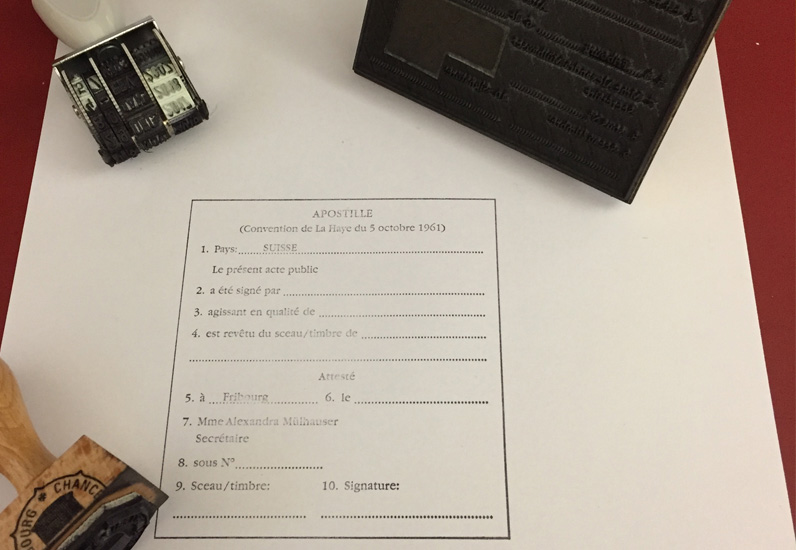 APOSTILLE
(Convention de La Haye du 5 octobre 1961)
1. Pays: SUISSE
Le présent acte public
2. a été signé par
3. agissant en qualité de
4. est revêtu du sceau/timbre de
Attesté
5. à Fribourg 6. le
7. Mme Alexandra Mülhauser
Secrétaire
8. sous N°
9. Sceau/timbre: 10. Signature:
CHANC
OURG